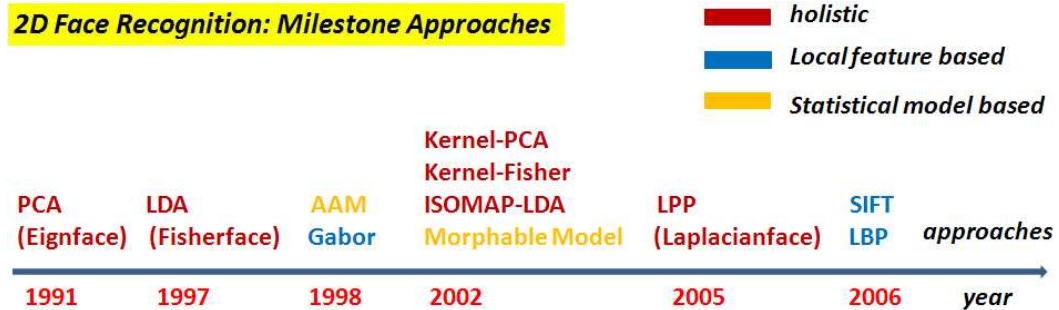 2D Face Recognition: Milestone Approaches
holistic
Local feature based
Statistical model based
Kernel-PCA
Kernel-Fisher
PCA LDA AAM ISOMAP-LDA LPP SIFT
(Eignface) (Fisherface) Gabor Morphable Model (Laplacianface) LBP approaches
1991 1997 1998 2002 2005 2006 year